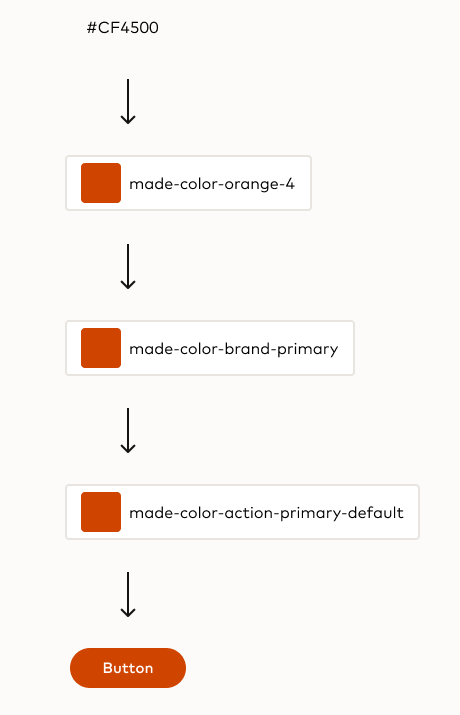 #CF4500
made-color-orange-4
made-color-brand-primary
made-color-action-primary-default
Button